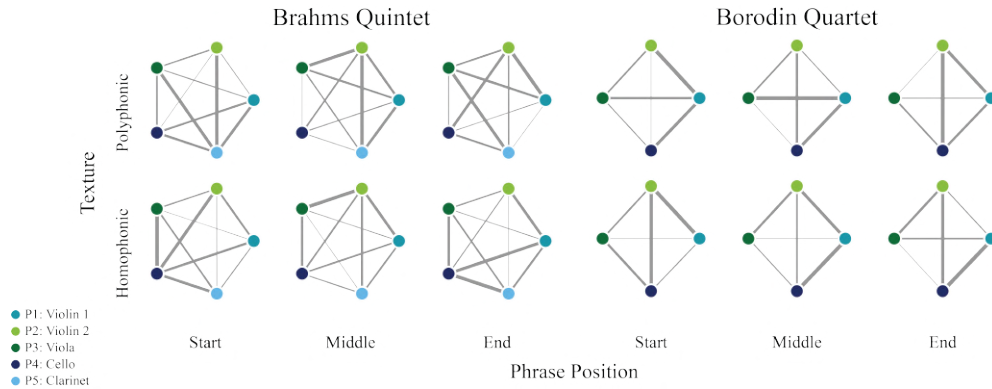 Brahms Quintet
Borodin Quartet
Texture
Polyphonic
Homophonic
P1: Violin 1
P2: Violin 2
P3: Viola
P4: Cello
P5: Clarinet
Start
Middle
End
Start
Middle
End
Phrase Position